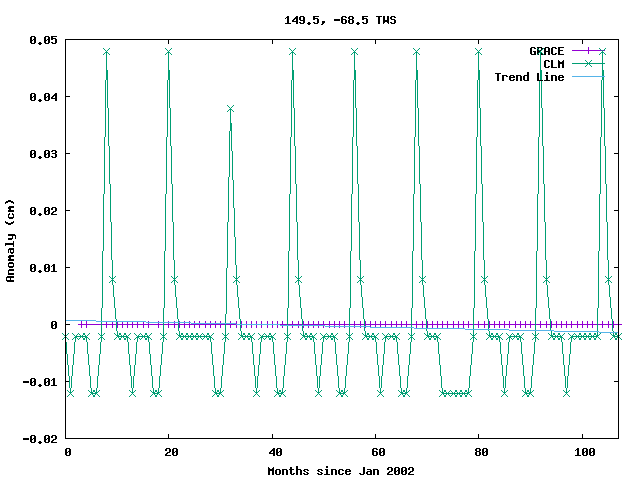 149.5, -68.5 TWS
0.05
0.04
0.03
0.02
0.01
0
-0.01
-0.02
Anomaly (cm)
GRACE
CLM
Trend Line
0 20 40 60 80 100
Months since Jan 2002